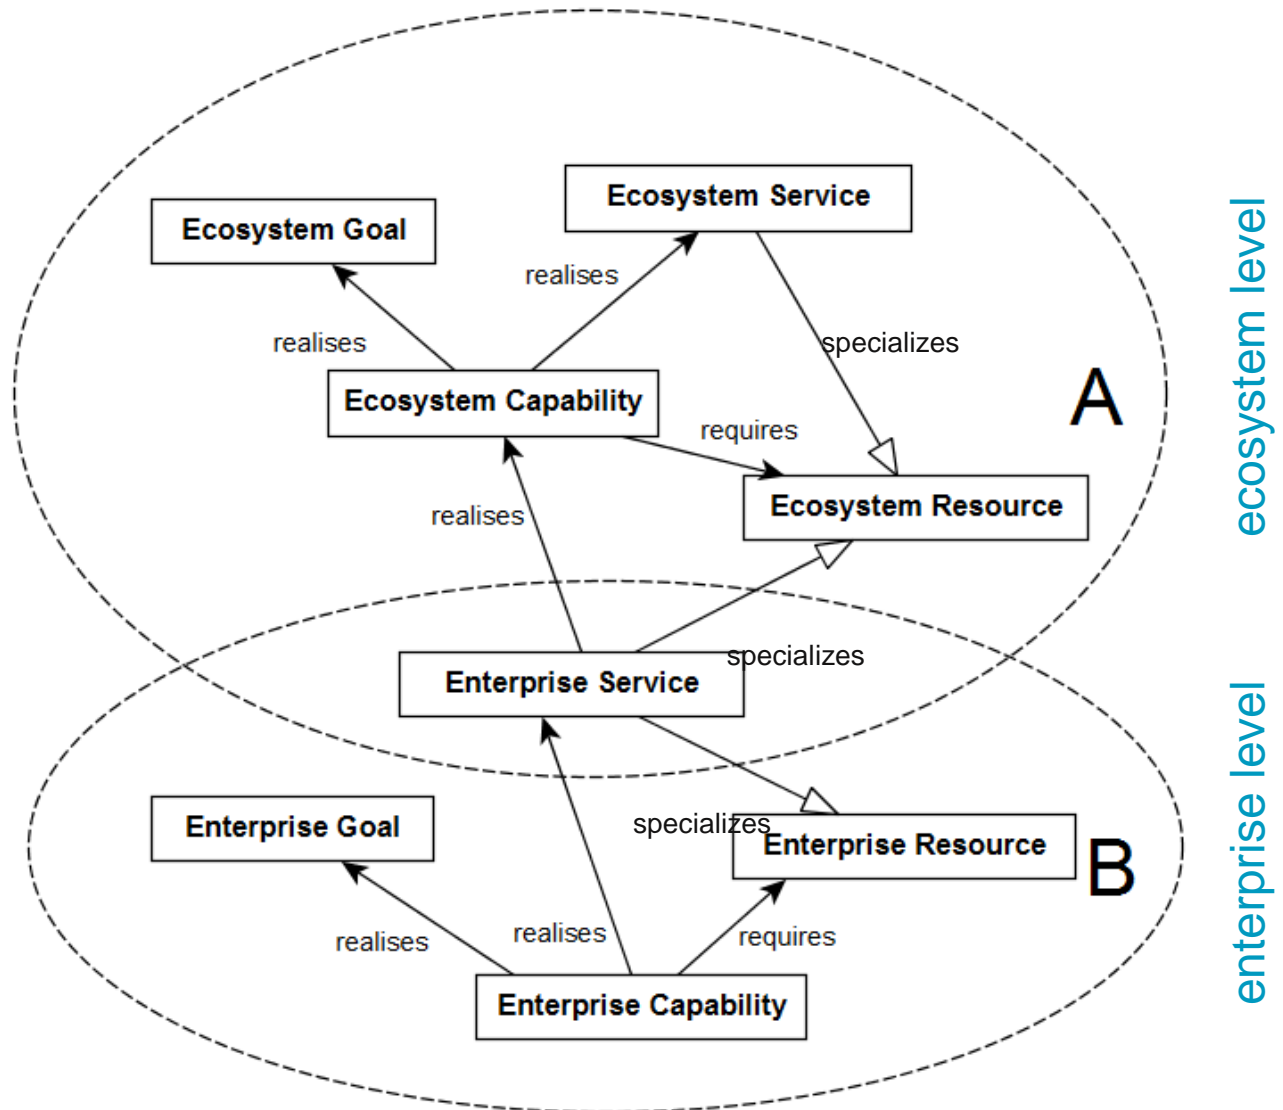 Ecosystem Service
Ecosystem Goal
realises
realises
specializes
Ecosystem Capability
A
requires
Ecosystem Resource
realises
specializes
Enterprise Service
Enterprise Goal
specializes
Enterprise Resource
B
realises
realises
requires
Enterprise Capability
ecosystem level
enterprise level